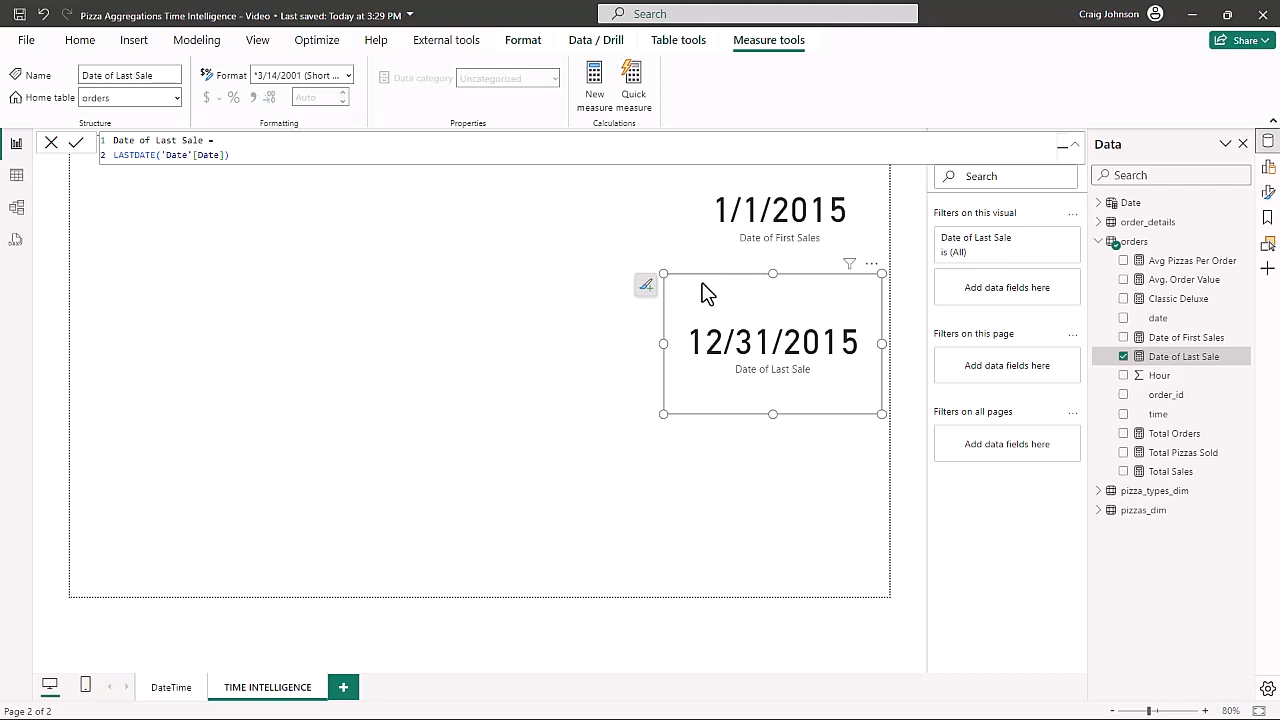 Pizza Aggregations Time Intelligence - Video • Last saved: Today at 3:29 PM
Search
Craig Johnson
File
Home
Insert
Modeling
View
Optimize
Help
External tools
Format
Data / Drill
Table tools
Measure tools
Share
Name
Date of Last Sale
Format
*3/14/2001 (Short ...
Data category
Uncategorized
New measure
Quick measure
Home table
orders
$ % 9 .00
Auto
Structure
Formatting
Properties
Calculations
1 Date of Last Sale =
2 LASTDATE('Date'[Date])
1/1/2015
Date of First Sales
12/31/2015
Date of Last Sale
Search
Filters on this visual
...
Date of Last Sale
is (All)
Add data fields here
Filters on this page
...
Add data fields here
Filters on all pages
...
Add data fields here
Data
Search
Date
order_details
orders
Avg Pizzas Per Order
Avg. Order Value
Classic Deluxe
date
Date of First Sales
Date of Last Sale
Hour
order_id
time
Total Orders
Total Pizzas Sold
Total Sales
pizza_types_dim
pizzas_dim
DateTime
TIME INTELLIGENCE
Page 2 of 2
- + 80%